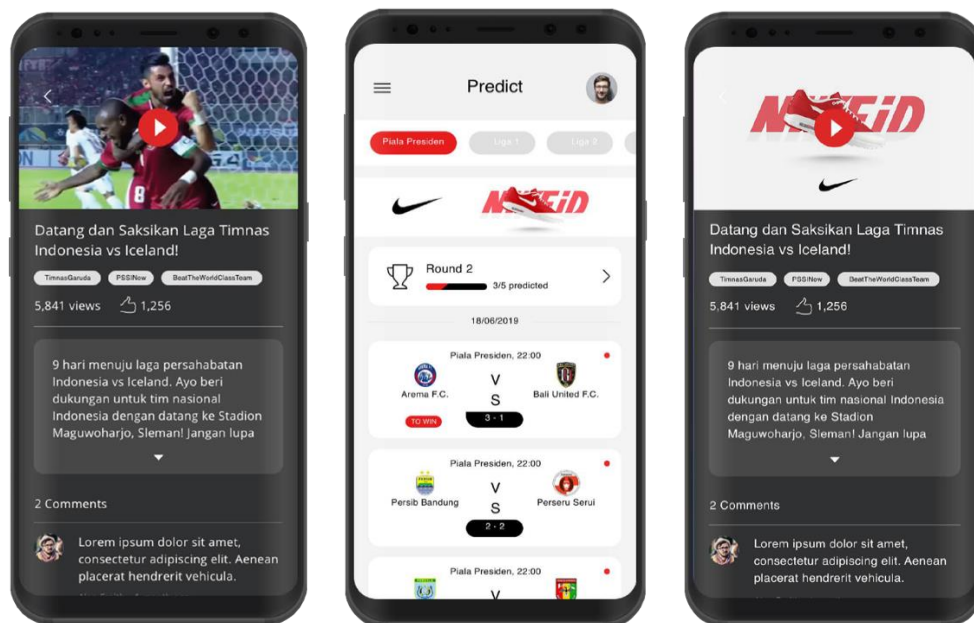 8
Datang dan Saksikan Laga Timnas
Indonesia vs Iceland!
TimnasGaruda PSSINow BeatTheWorldClassTeam
5,841 views 1,256
9 hari menuju laga persahabatan
Indonesia vs Iceland. Ayo beri
dukungan untuk tim nasional
Indonesia dengan datang ke Stadion
Maguwoharjo, Sleman! Jangan lupa
2 Comments
Lorem ipsum dolor sit amet,
consectetur adipiscing elit. Aenean
placerat hendrerit vehicula.
Predict
Piala Presiden Liga 1 Liga 2
Round 2
3/5 predicted
18/06/2019
Piala Presiden, 22:00
Arema F.C. V Bali United F.C.
S
TO WIN 3 - 1
Piala Presiden, 22:00
Persib Bandung V Perseru Serui
S
2 - 2
Piala Presiden, 22:00
V
Datang dan Saksikan Laga Timnas
Indonesia vs Iceland!
TimnasGaruda PSSINow BeatTheWorldClassTeam
5,841 views 1,256
9 hari menuju laga persahabatan
Indonesia vs Iceland. Ayo beri
dukungan untuk tim nasional Indonesia
dengan datang ke Stadion
Maguwoharjo, Sleman! Jangan lupa
2 Comments
Lorem ipsum dolor sit amet,
consectetur adipiscing elit. Aenean
placerat hendrerit vehicula.